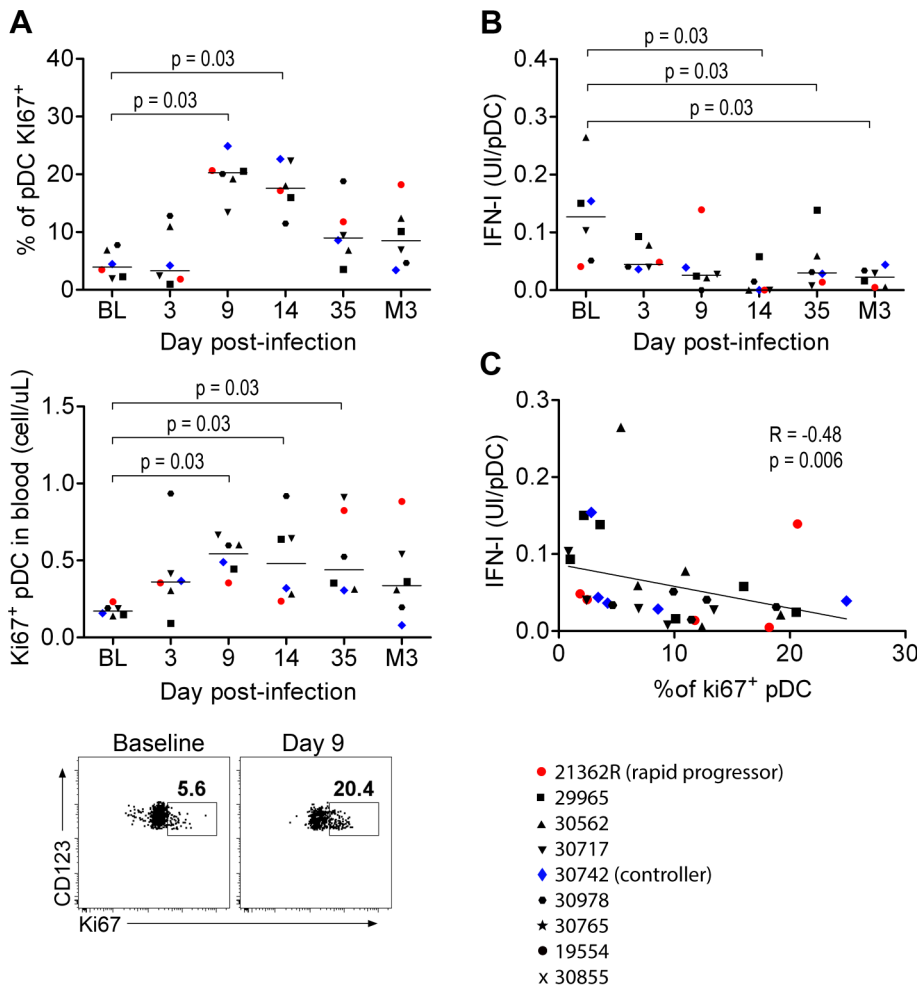 A
% of pDC KI67⁺
40
30
20
10
0
p = 0.03
p = 0.03
BL 3 9 14 35 M3
Day post-infection
Ki67⁺ pDC in blood (cell/uL)
1.5
1.0
0.5
0.0
p = 0.03
p = 0.03
p = 0.03
BL 3 9 14 35 M3
Day post-infection
Baseline
5.6
Day 9
20.4
CD123
Ki67
B
IFN-I (UI/pDC)
0.4
0.3
0.2
0.1
0.0
p = 0.03
p = 0.03
p = 0.03
BL 3 9 14 35 M3
Day post-infection
C
IFN-I (UI/pDC)
0.3
0.2
0.1
0.0
R = -0.48
p = 0.006
0 10 20 30
%of ki67⁺ pDC
21362R (rapid progressor)
29965
30562
30717
30742 (controller)
30978
30765
19554
x 30855